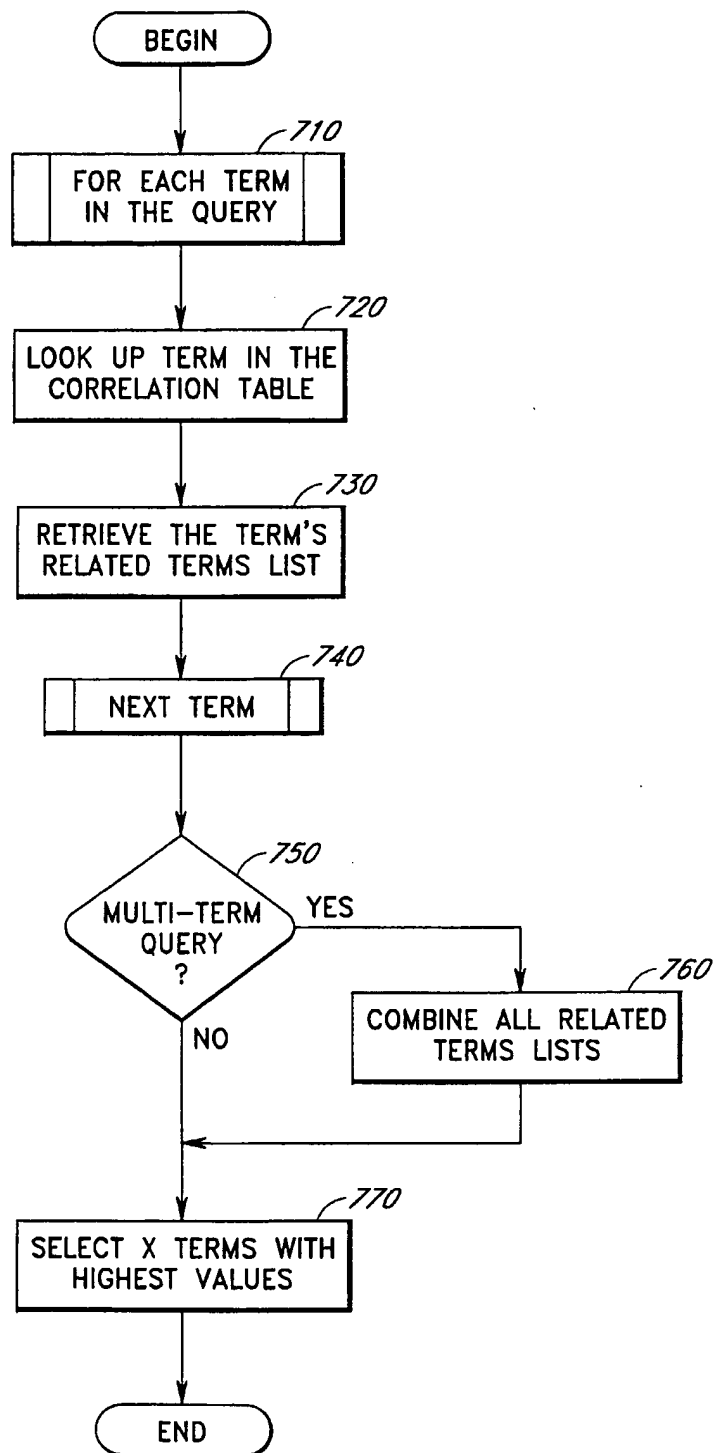 BEGIN
710
FOR EACH TERM
IN THE QUERY
720
LOOK UP TERM IN THE
CORRELATION TABLE
730
RETRIEVE THE TERM'S
RELATED TERMS LIST
740
NEXT TERM
750
MULTI-TERM
QUERY
?
YES
NO
760
COMBINE ALL RELATED
TERMS LISTS
770
SELECT X TERMS WITH
HIGHEST VALUES
END